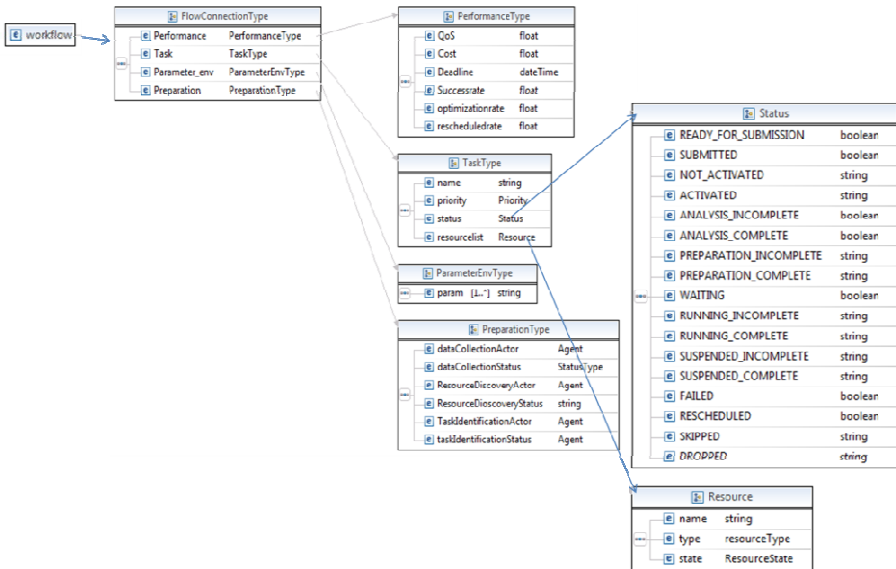 workflow
FlowConnectionType
Performance PerformanceType
Task TaskType
Parameter_env ParameterEnvType
Preparation PreparationType
PerformanceType
QoS float
Cost float
Deadline dateTime
Successrate float
optimizationrate float
rescheduledrate float
TaskType
name string
priority Priority
status Status
resourcelist Resource
ParameterEnvType
param [1..*] string
PreparationType
dataCollectionActor Agent
dataCollectionStatus StatusType
ResourceDiscoveryActor Agent
ResourceDioscoveryStatus string
TaskIdentificationActor Agent
taskIdentificationStatus Agent
Status
READY_FOR_SUBMISSION boolean
SUBMITTED boolean
NOT_ACTIVATED string
ACTIVATED string
ANALYSIS_INCOMPLETE boolean
ANALYSIS_COMPLETE boolean
PREPARATION_INCOMPLETE string
PREPARATION_COMPLETE string
WAITING boolean
RUNNING_INCOMPLETE string
RUNNING_COMPLETE string
SUSPENDED_INCOMPLETE string
SUSPENDED_COMPLETE string
FAILED boolean
RESCHEDULED boolean
SKIPPED string
DROPPED string
Resource
name string
type resourceType
state ResourceState